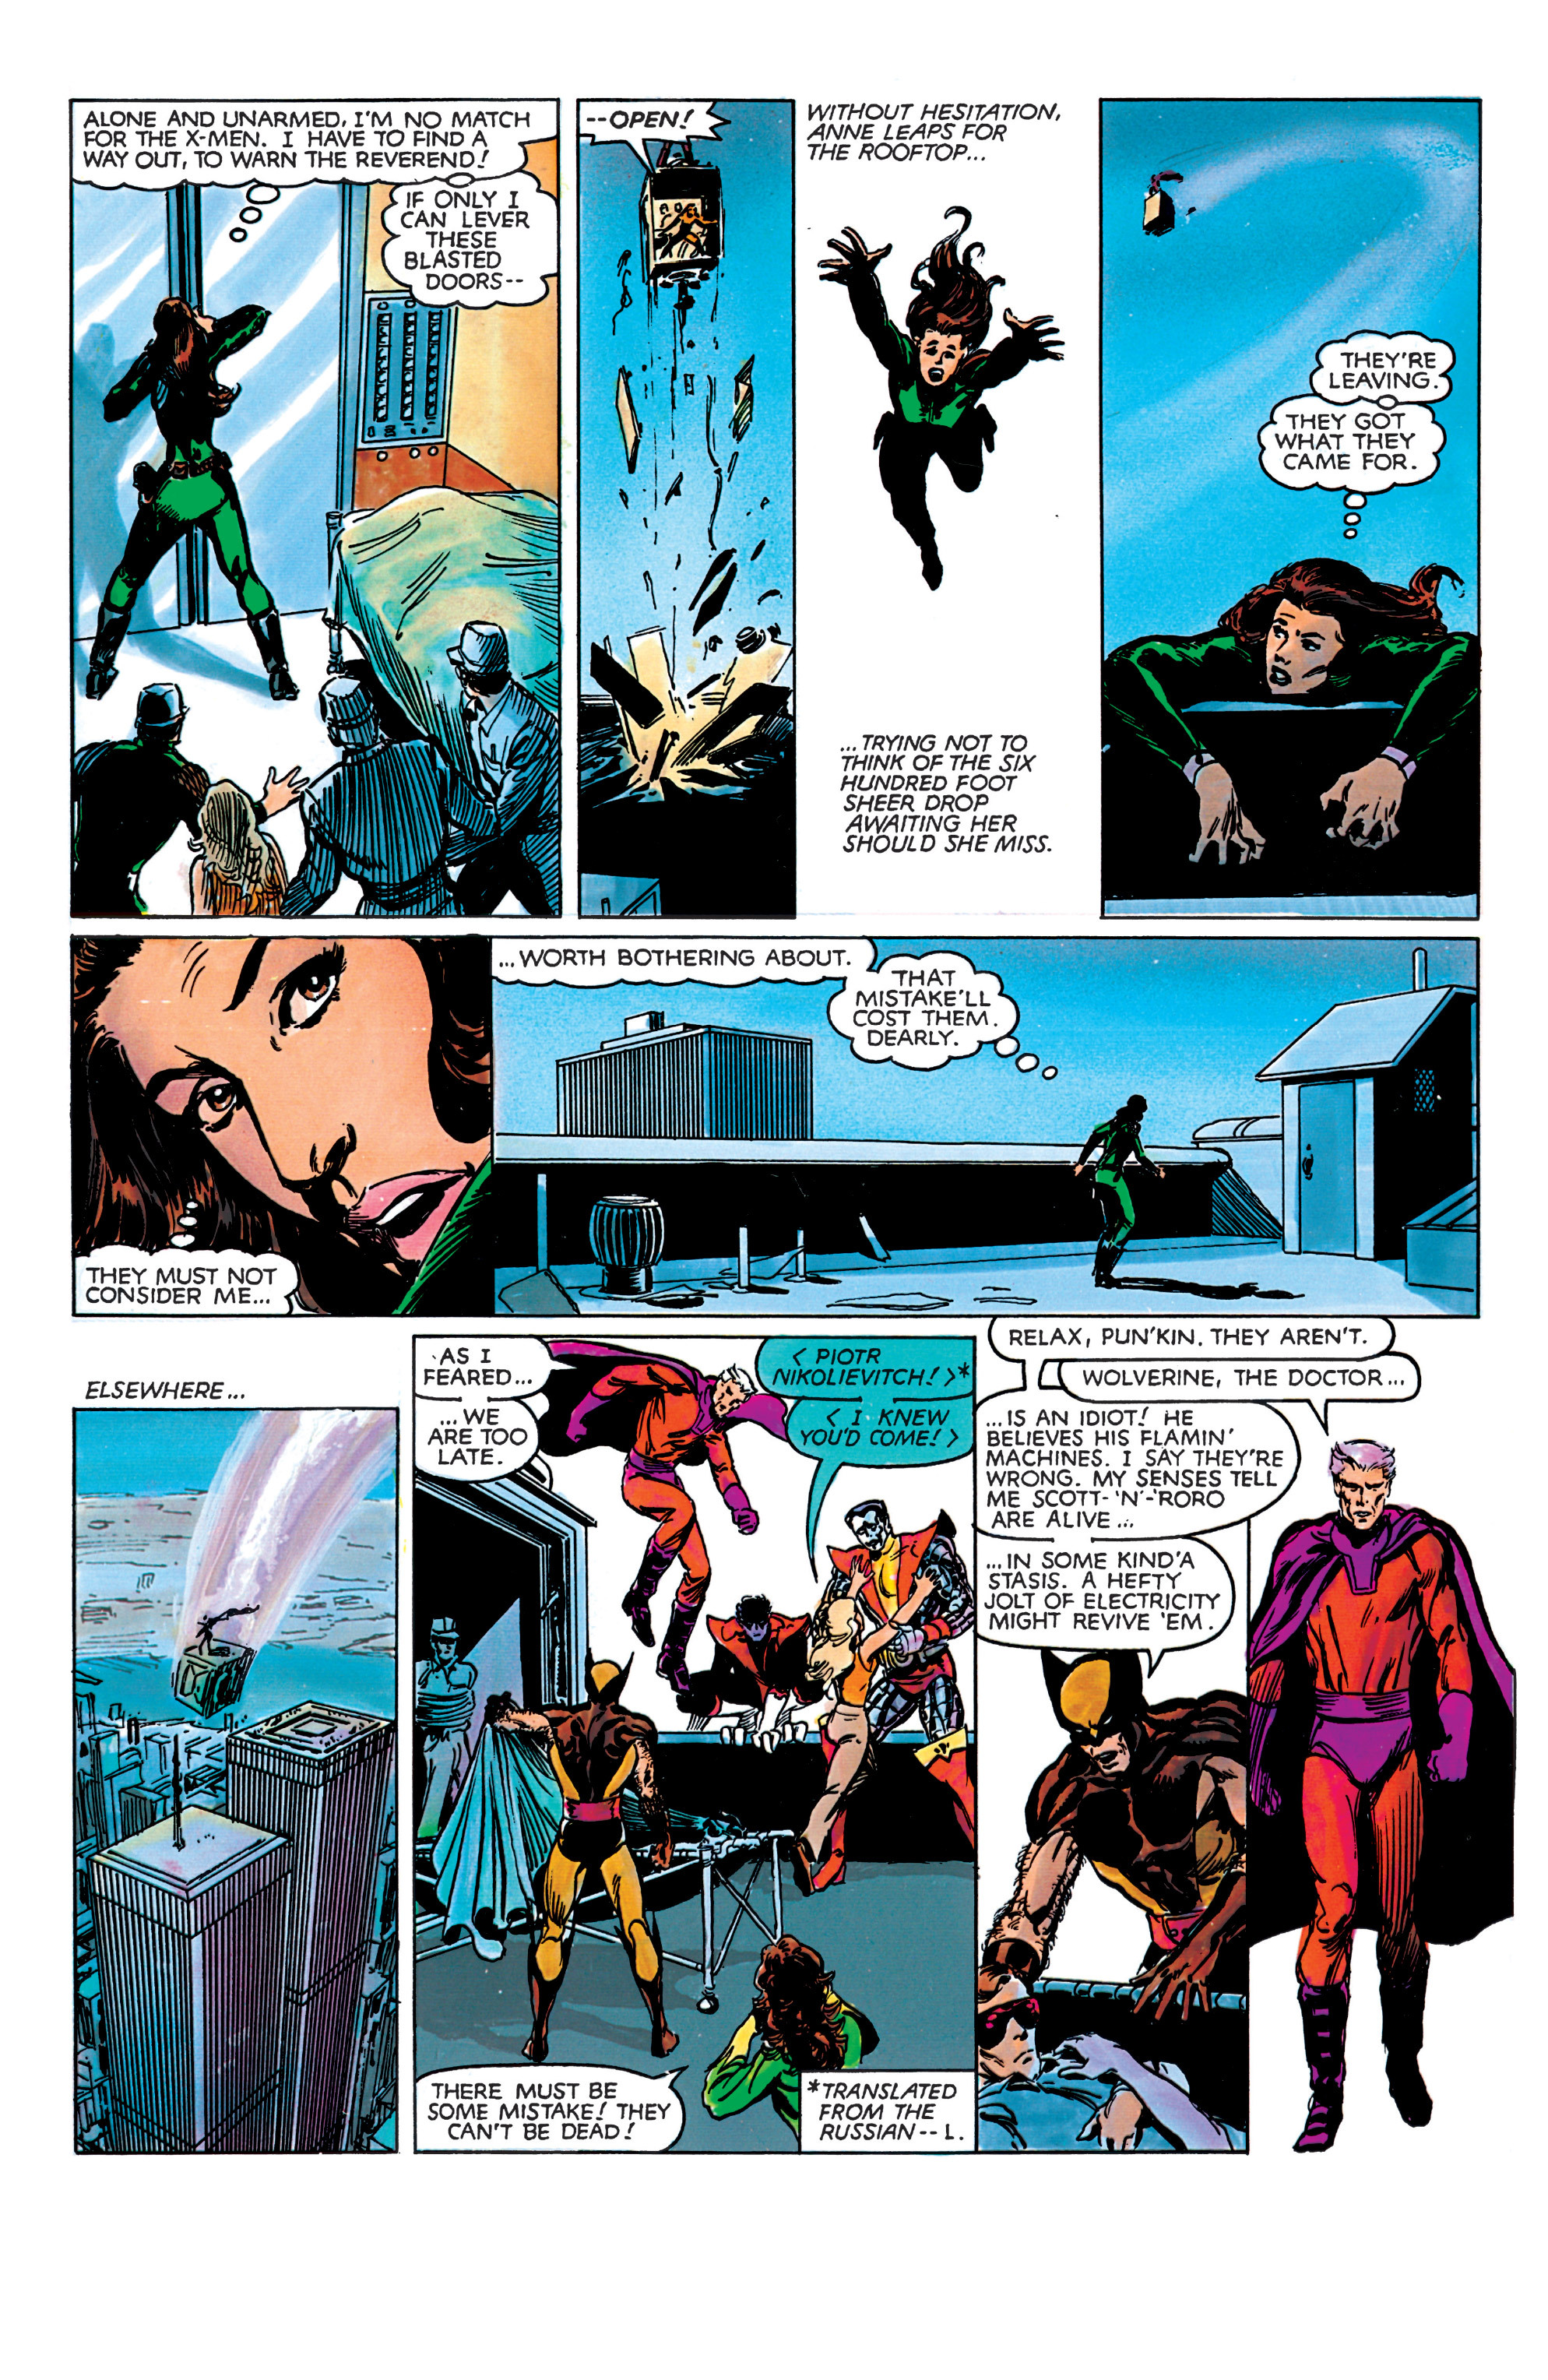 ALONE AND UNARMED, I'M NO MATCH
FOR THE X-MEN. I HAVE TO FIND A
WAY OUT, TO WARN THE REVEREND!
IF ONLY I
CAN LEVER
THESE
BLASTED
DOORS--
--OPEN!
WITHOUT HESITATION,
ANNE LEAPS FOR
THE ROOFTOP...
...TRYING NOT TO
THINK OF THE SIX
HUNDRED FOOT
SHEER DROP
AWAITING HER
SHOULD SHE MISS.
THEY'RE
LEAVING.
THEY GOT
WHAT THEY
CAME FOR.
THEY MUST NOT
CONSIDER ME...
...WORTH BOTHERING ABOUT.
THAT
MISTAKE'LL
COST THEM.
DEARLY.
ELSEWHERE...
AS I
FEARED...
...WE
ARE TOO
LATE.
< PIOTR
NIKOLIEVITCH! >*
< I KNEW
YOU'D COME! >
THERE MUST BE
SOME MISTAKE! THEY
CAN'T BE DEAD!
*TRANSLATED
FROM THE
RUSSIAN -- L.
RELAX, PUN'KIN. THEY AREN'T.
WOLVERINE, THE DOCTOR...
...IS AN IDIOT! HE
BELIEVES HIS FLAMIN'
MACHINES. I SAY THEY'RE
WRONG. MY SENSES TELL
ME SCOTT-'N'-'RORO
ARE ALIVE...
...IN SOME KIND'A
STASIS. A HEFTY
JOLT OF ELECTRICITY
MIGHT REVIVE 'EM.